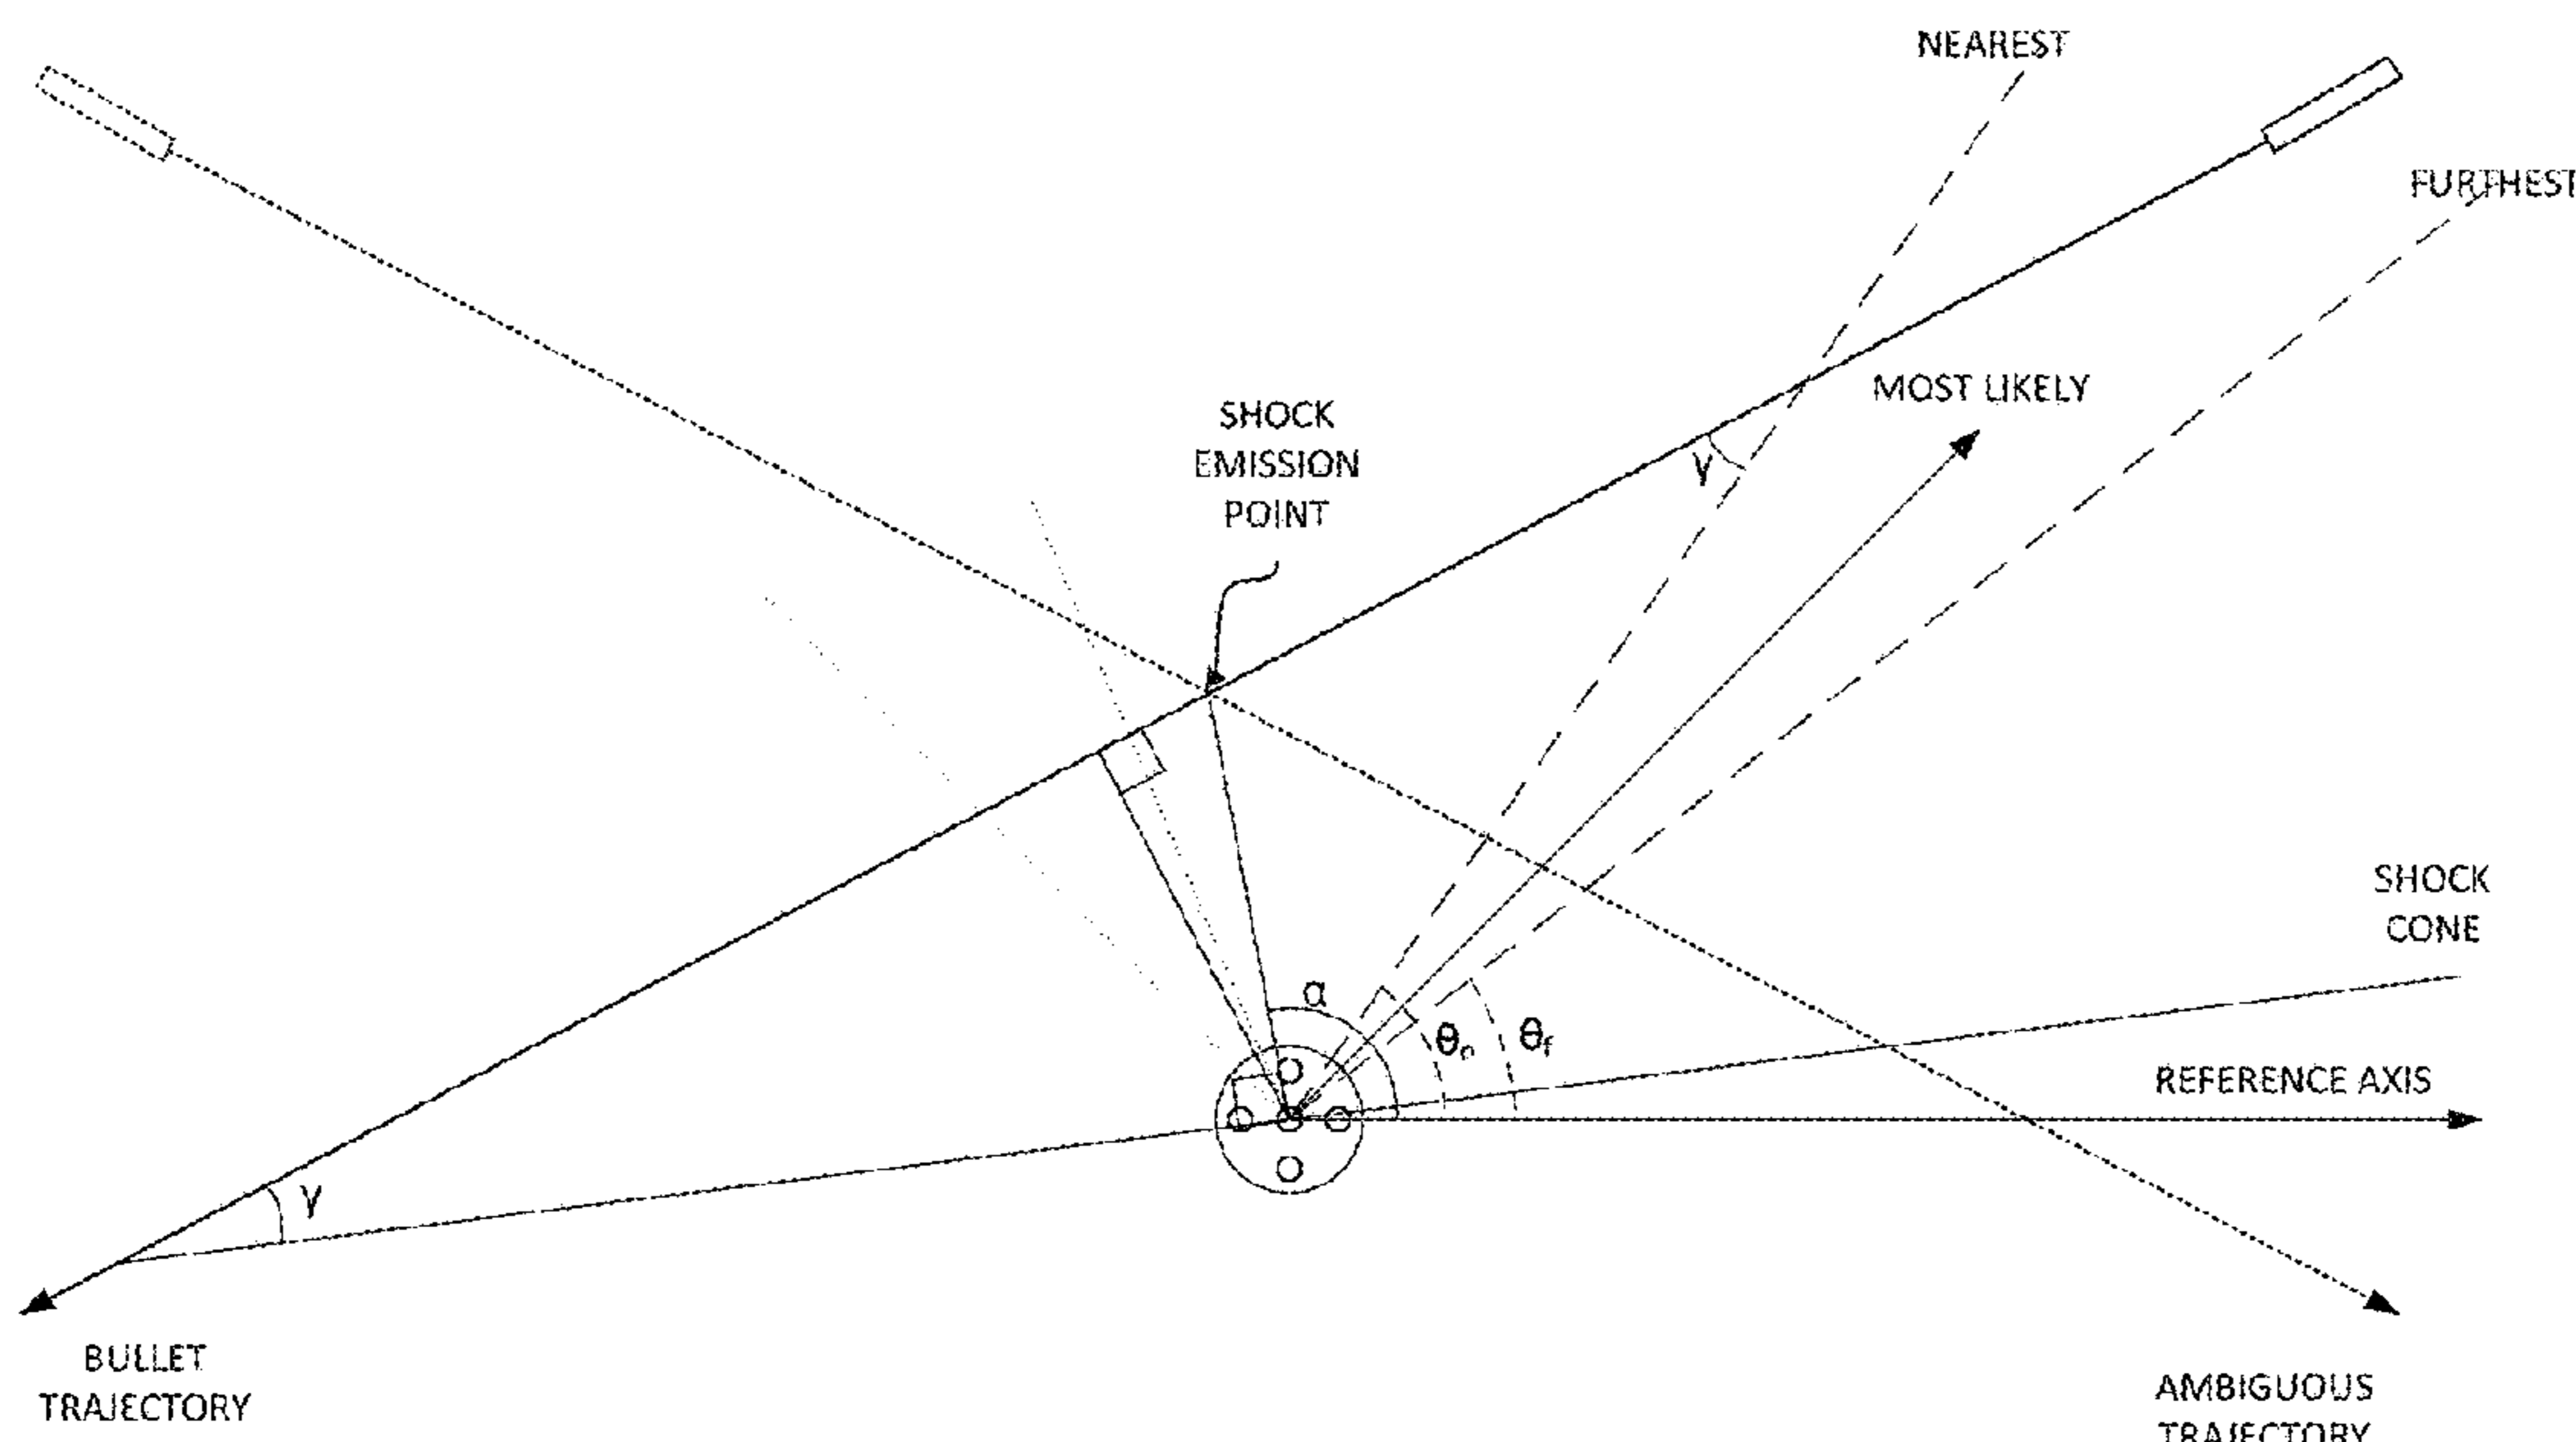 NEAREST
FURTHEST
MOST LIKELY
SHOCK
EMISSION
POINT
γ
SHOCK
CONE
α
θn
θf
REFERENCE AXIS
γ
BULLET
TRAJECTORY
AMBIGUOUS
TRAJECTORY